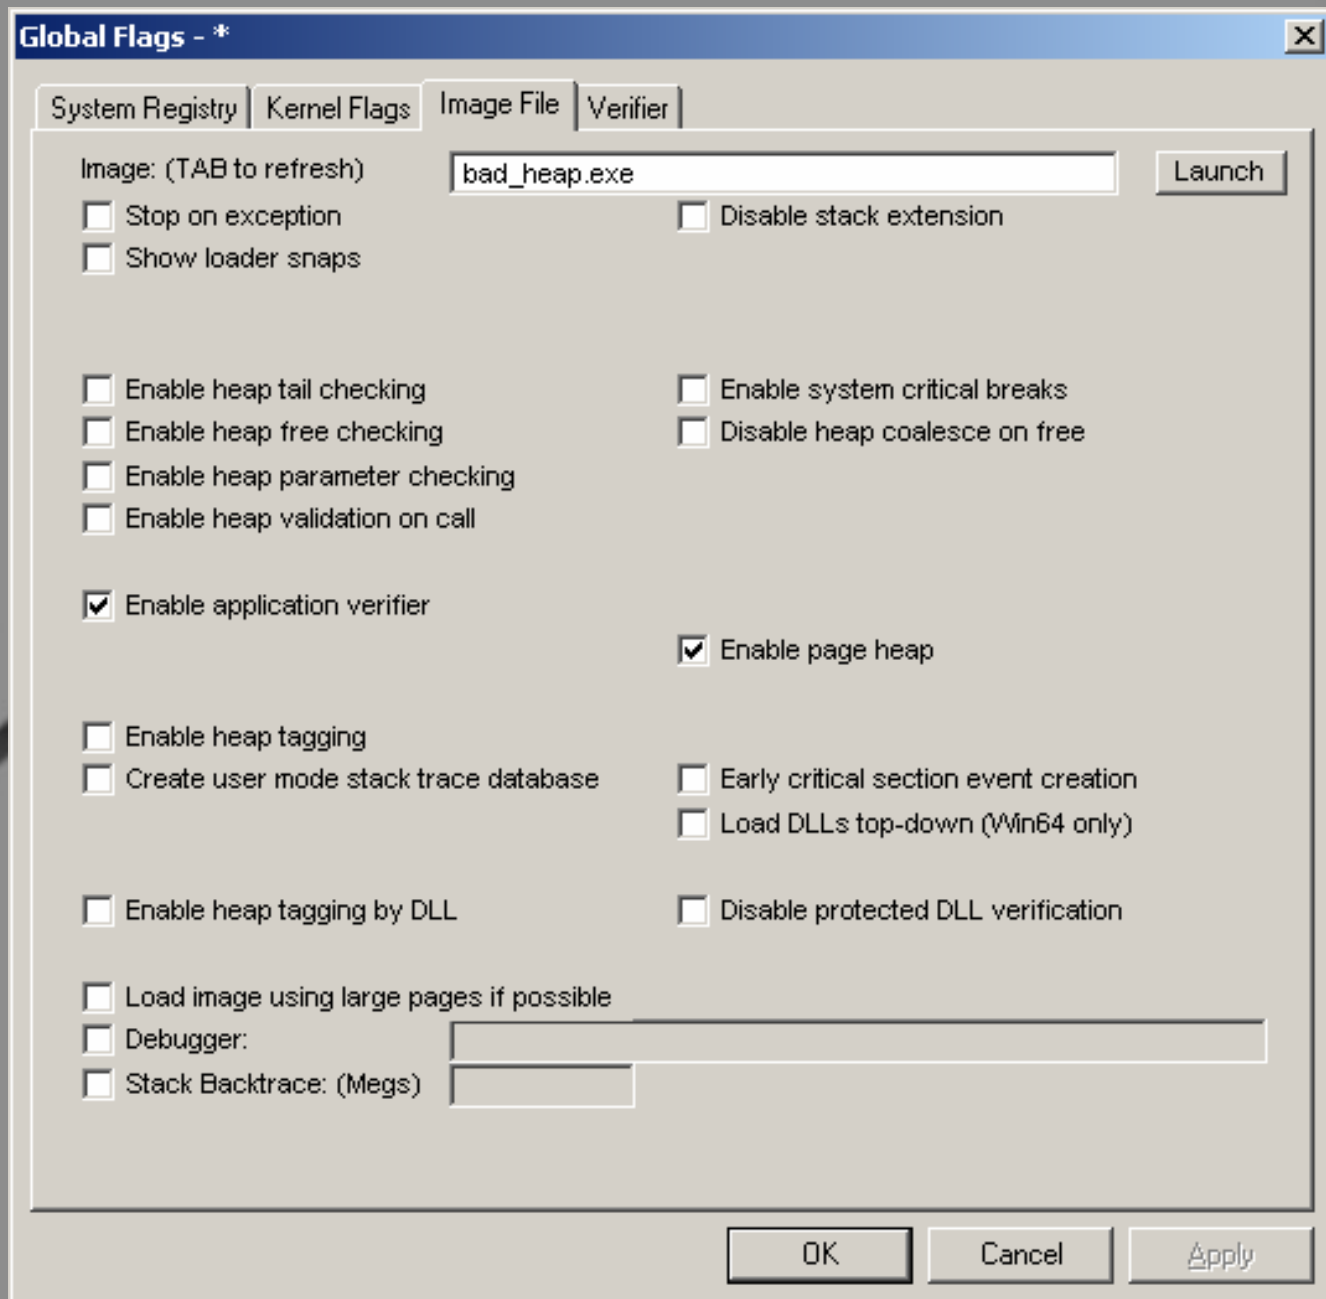 Global Flags - *
System Registry Kernel Flags Image File Verifier
Image: (TAB to refresh) bad_heap.exe Launch
Stop on exception Disable stack extension
Show loader snaps
Enable heap tail checking Enable system critical breaks
Enable heap free checking Disable heap coalesce on free
Enable heap parameter checking
Enable heap validation on call
Enable application verifier
Enable page heap
Enable heap tagging
Create user mode stack trace database Early critical section event creation
Load DLLs top-down (Win64 only)
Enable heap tagging by DLL Disable protected DLL verification
Load image using large pages if possible
Debugger:
Stack Backtrace: (Megs)
OK Cancel Apply